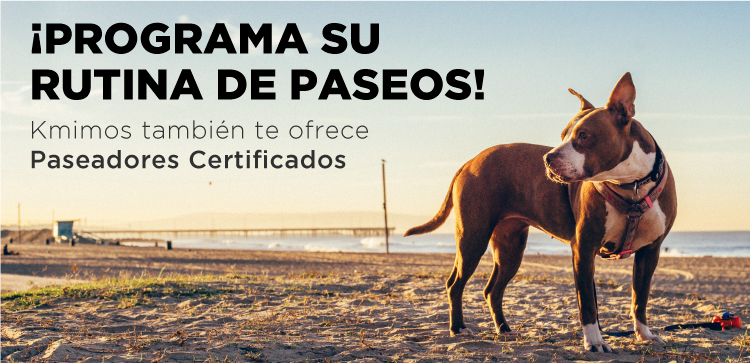 ¡PROGRAMA SU
RUTINA DE PASEOS!
Kmimos también te ofrece
Paseadores Certificados